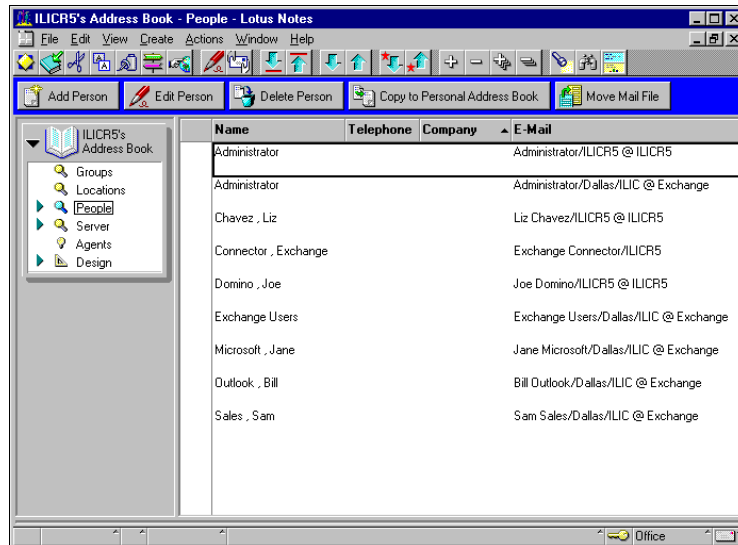 ILICR5's Address Book - People - Lotus Notes
File Edit View Create Actions Window Help
Add Person Edit Person Delete Person Copy to Personal Address Book Move Mail File
ILICR5's
Address Book
Groups
Locations
People
Server
Agents
Design
Name Telephone Company E-Mail
Administrator Administrator/ILICR5 @ ILICR5
Administrator Administrator/Dallas/ILIC @ Exchange
Chavez , Liz Liz Chavez/ILICR5 @ ILICR5
Connector , Exchange Exchange Connector/ILICR5
Domino , Joe Joe Domino/ILICR5 @ ILICR5
Exchange Users Exchange Users/Dallas/ILIC @ Exchange
Microsoft , Jane Jane Microsoft/Dallas/ILIC @ Exchange
Outlook , Bill Bill Outlook/Dallas/ILIC @ Exchange
Sales , Sam Sam Sales/Dallas/ILIC @ Exchange
Office